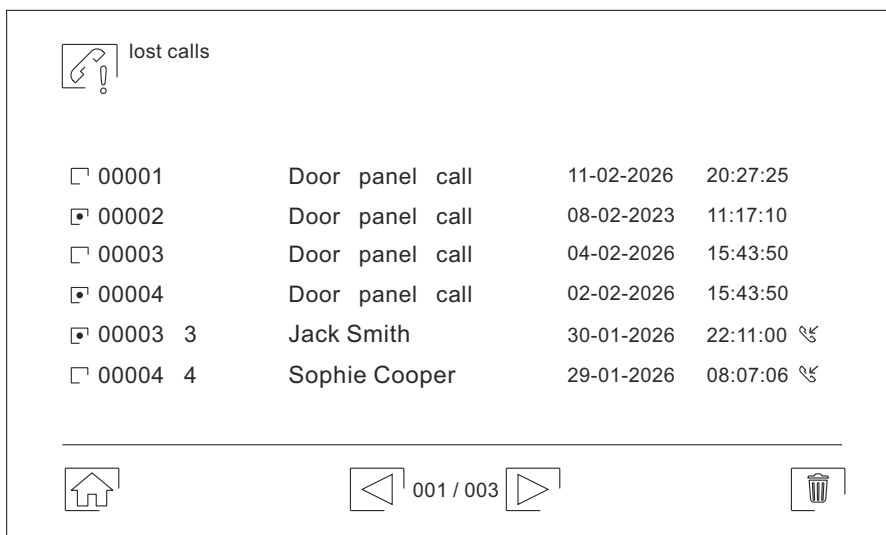 lost calls
00001 Door panel call 11-02-2026 20:27:25
00002 Door panel call 08-02-2023 11:17:10
00003 Door panel call 04-02-2026 15:43:50
00004 Door panel call 02-02-2026 15:43:50
00003 3 Jack Smith 30-01-2026 22:11:00
00004 4 Sophie Cooper 29-01-2026 08:07:06
001 / 003